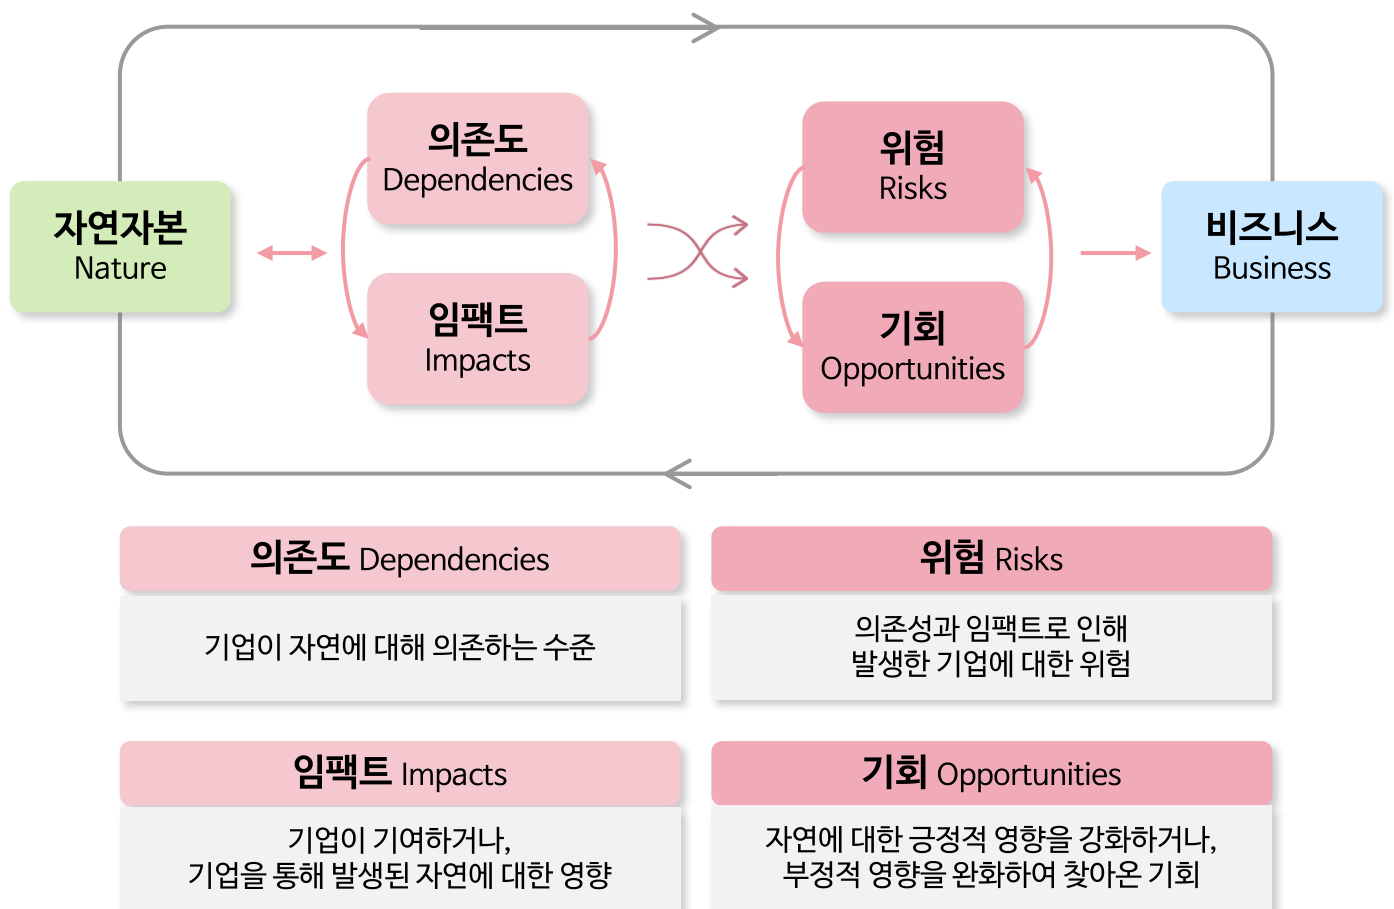 자연자본
Nature
의존도
Dependencies
임팩트
Impacts
위험
Risks
기회
Opportunities
비즈니스
Business
의존도 Dependencies
기업이 자연에 대해 의존하는 수준
위험 Risks
의존성과 임팩트로 인해
발생한 기업에 대한 위험
임팩트 Impacts
기업이 기여하거나,
기업을 통해 발생된 자연에 대한 영향
기회 Opportunities
자연에 대한 긍정적 영향을 강화하거나,
부정적 영향을 완화하여 찾아온 기회